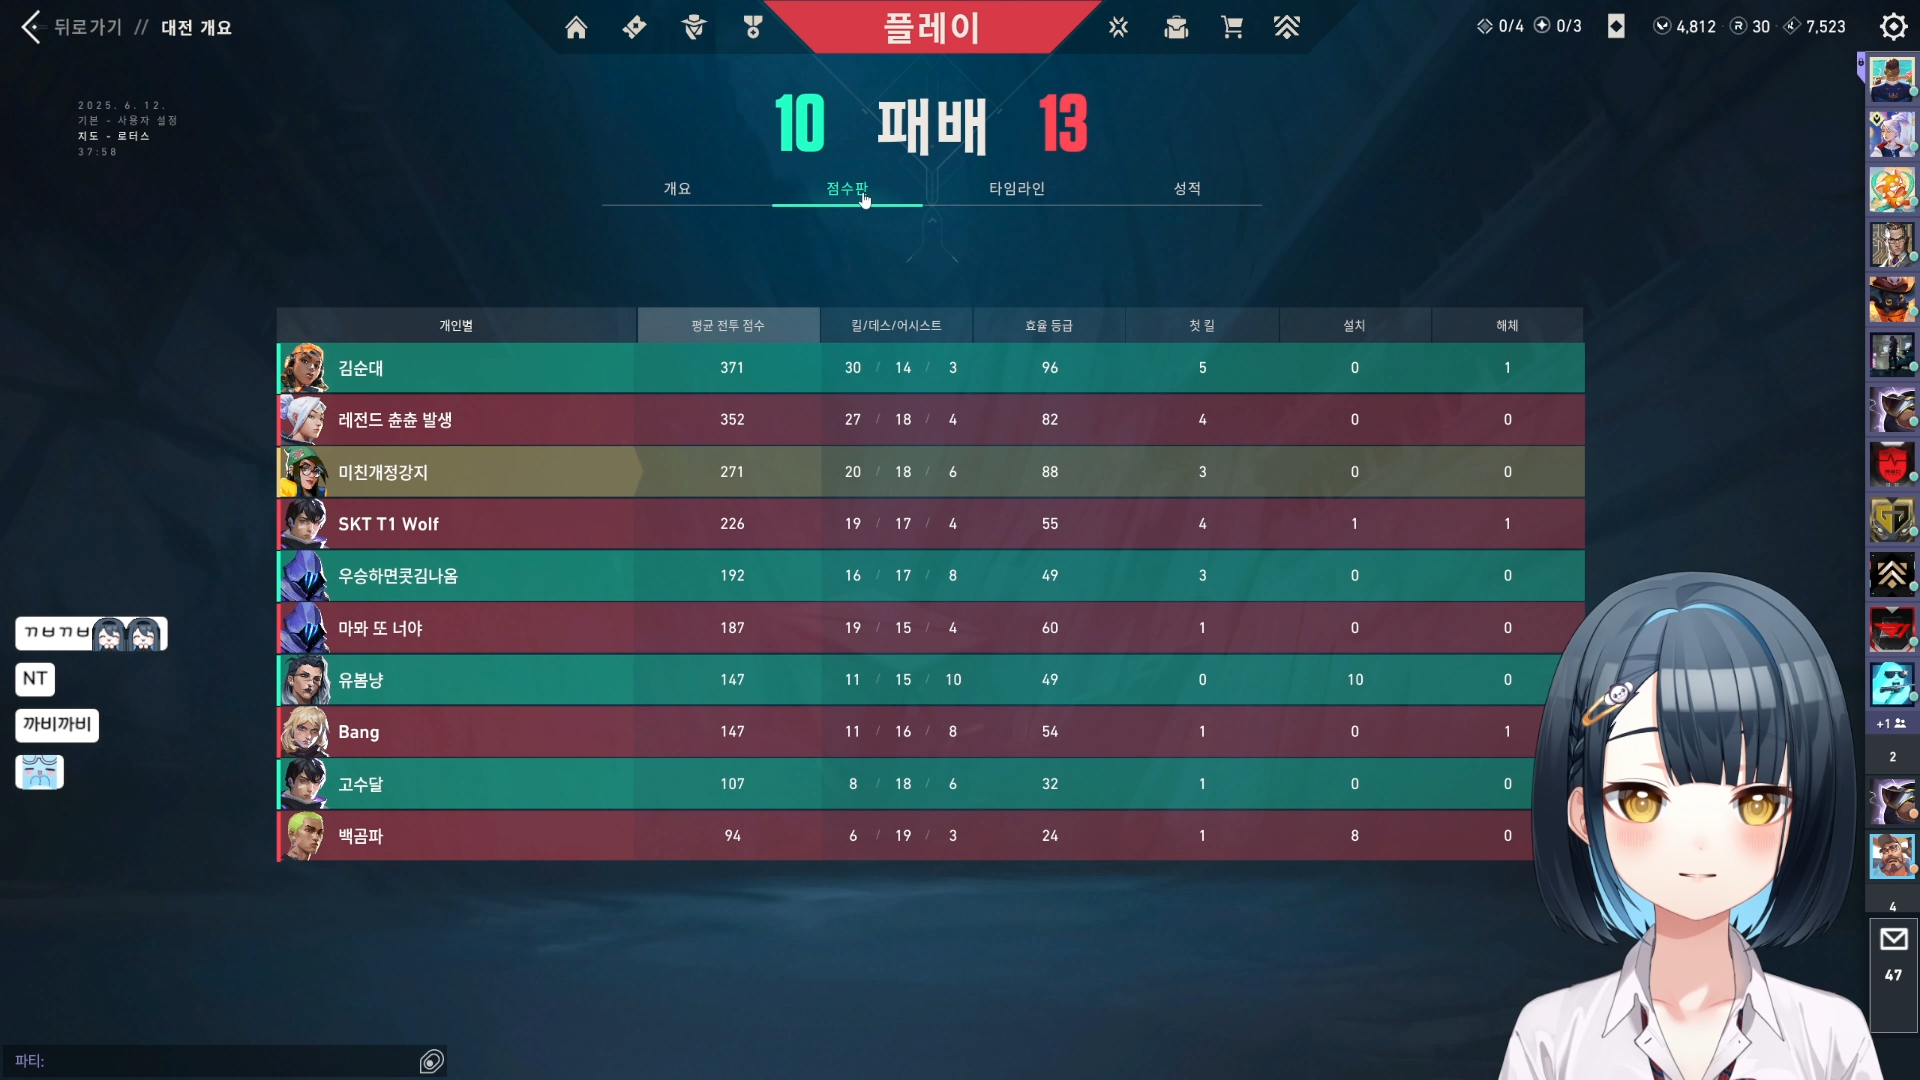 뒤로가기 // 대전 개요
플레이
0/4 0/3 4,812 30 7,523
2025. 6. 12.
기본 - 사용자 설정
지도 - 로터스
37:58
10 패배 13
개요 점수판 타임라인 성적
개인별 평균 전투 점수 킬/데스/어시스트 효율 등급 첫 킬 설치 해체
김순대 371 30 / 14 / 3 96 5 0 1
레전드 츈츈 발생 352 27 / 18 / 4 82 4 0 0
미친개정강지 271 20 / 18 / 6 88 3 0 0
SKT T1 Wolf 226 19 / 17 / 4 55 4 1 1
우승하면콧김나옴 192 16 / 17 / 8 49 3 0 0
마봐 또 너야 187 19 / 15 / 4 60 1 0 0
유봄냥 147 11 / 15 / 10 49 0 10 0
Bang 147 11 / 16 / 8 54 1 0 1
고수달 107 8 / 18 / 6 32 1 0 0
백곰파 94 6 / 19 / 3 24 1 8 0
ㄲㅂㄲㅂ
NT
까비까비
파티:
+1
2
4
47